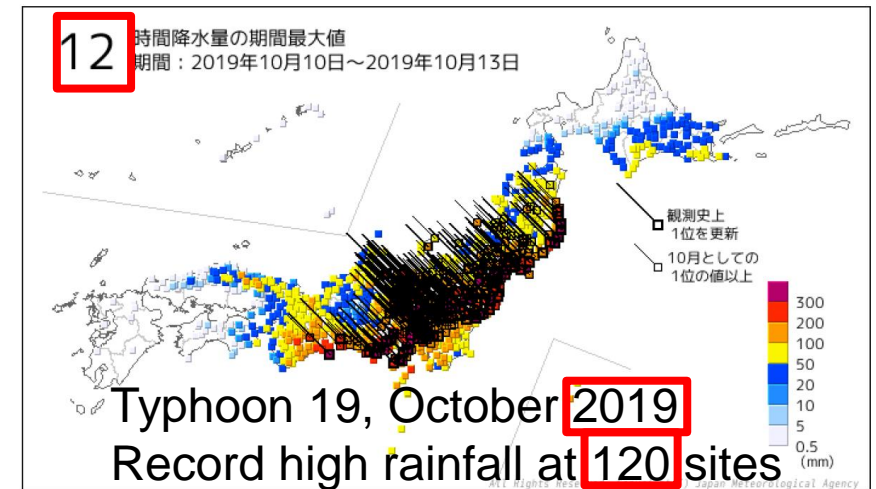 12 時間降水量の期間最大値
期間：2019年10月10日～2019年10月13日
観測史上
1位を更新
10月としての
1位の値以上
300
200
100
50
20
10
5
0.5
(mm)
Typhoon 19, October 2019
Record high rainfall at 120 sites
All Rights Rese
) Japan Meteorological Agency